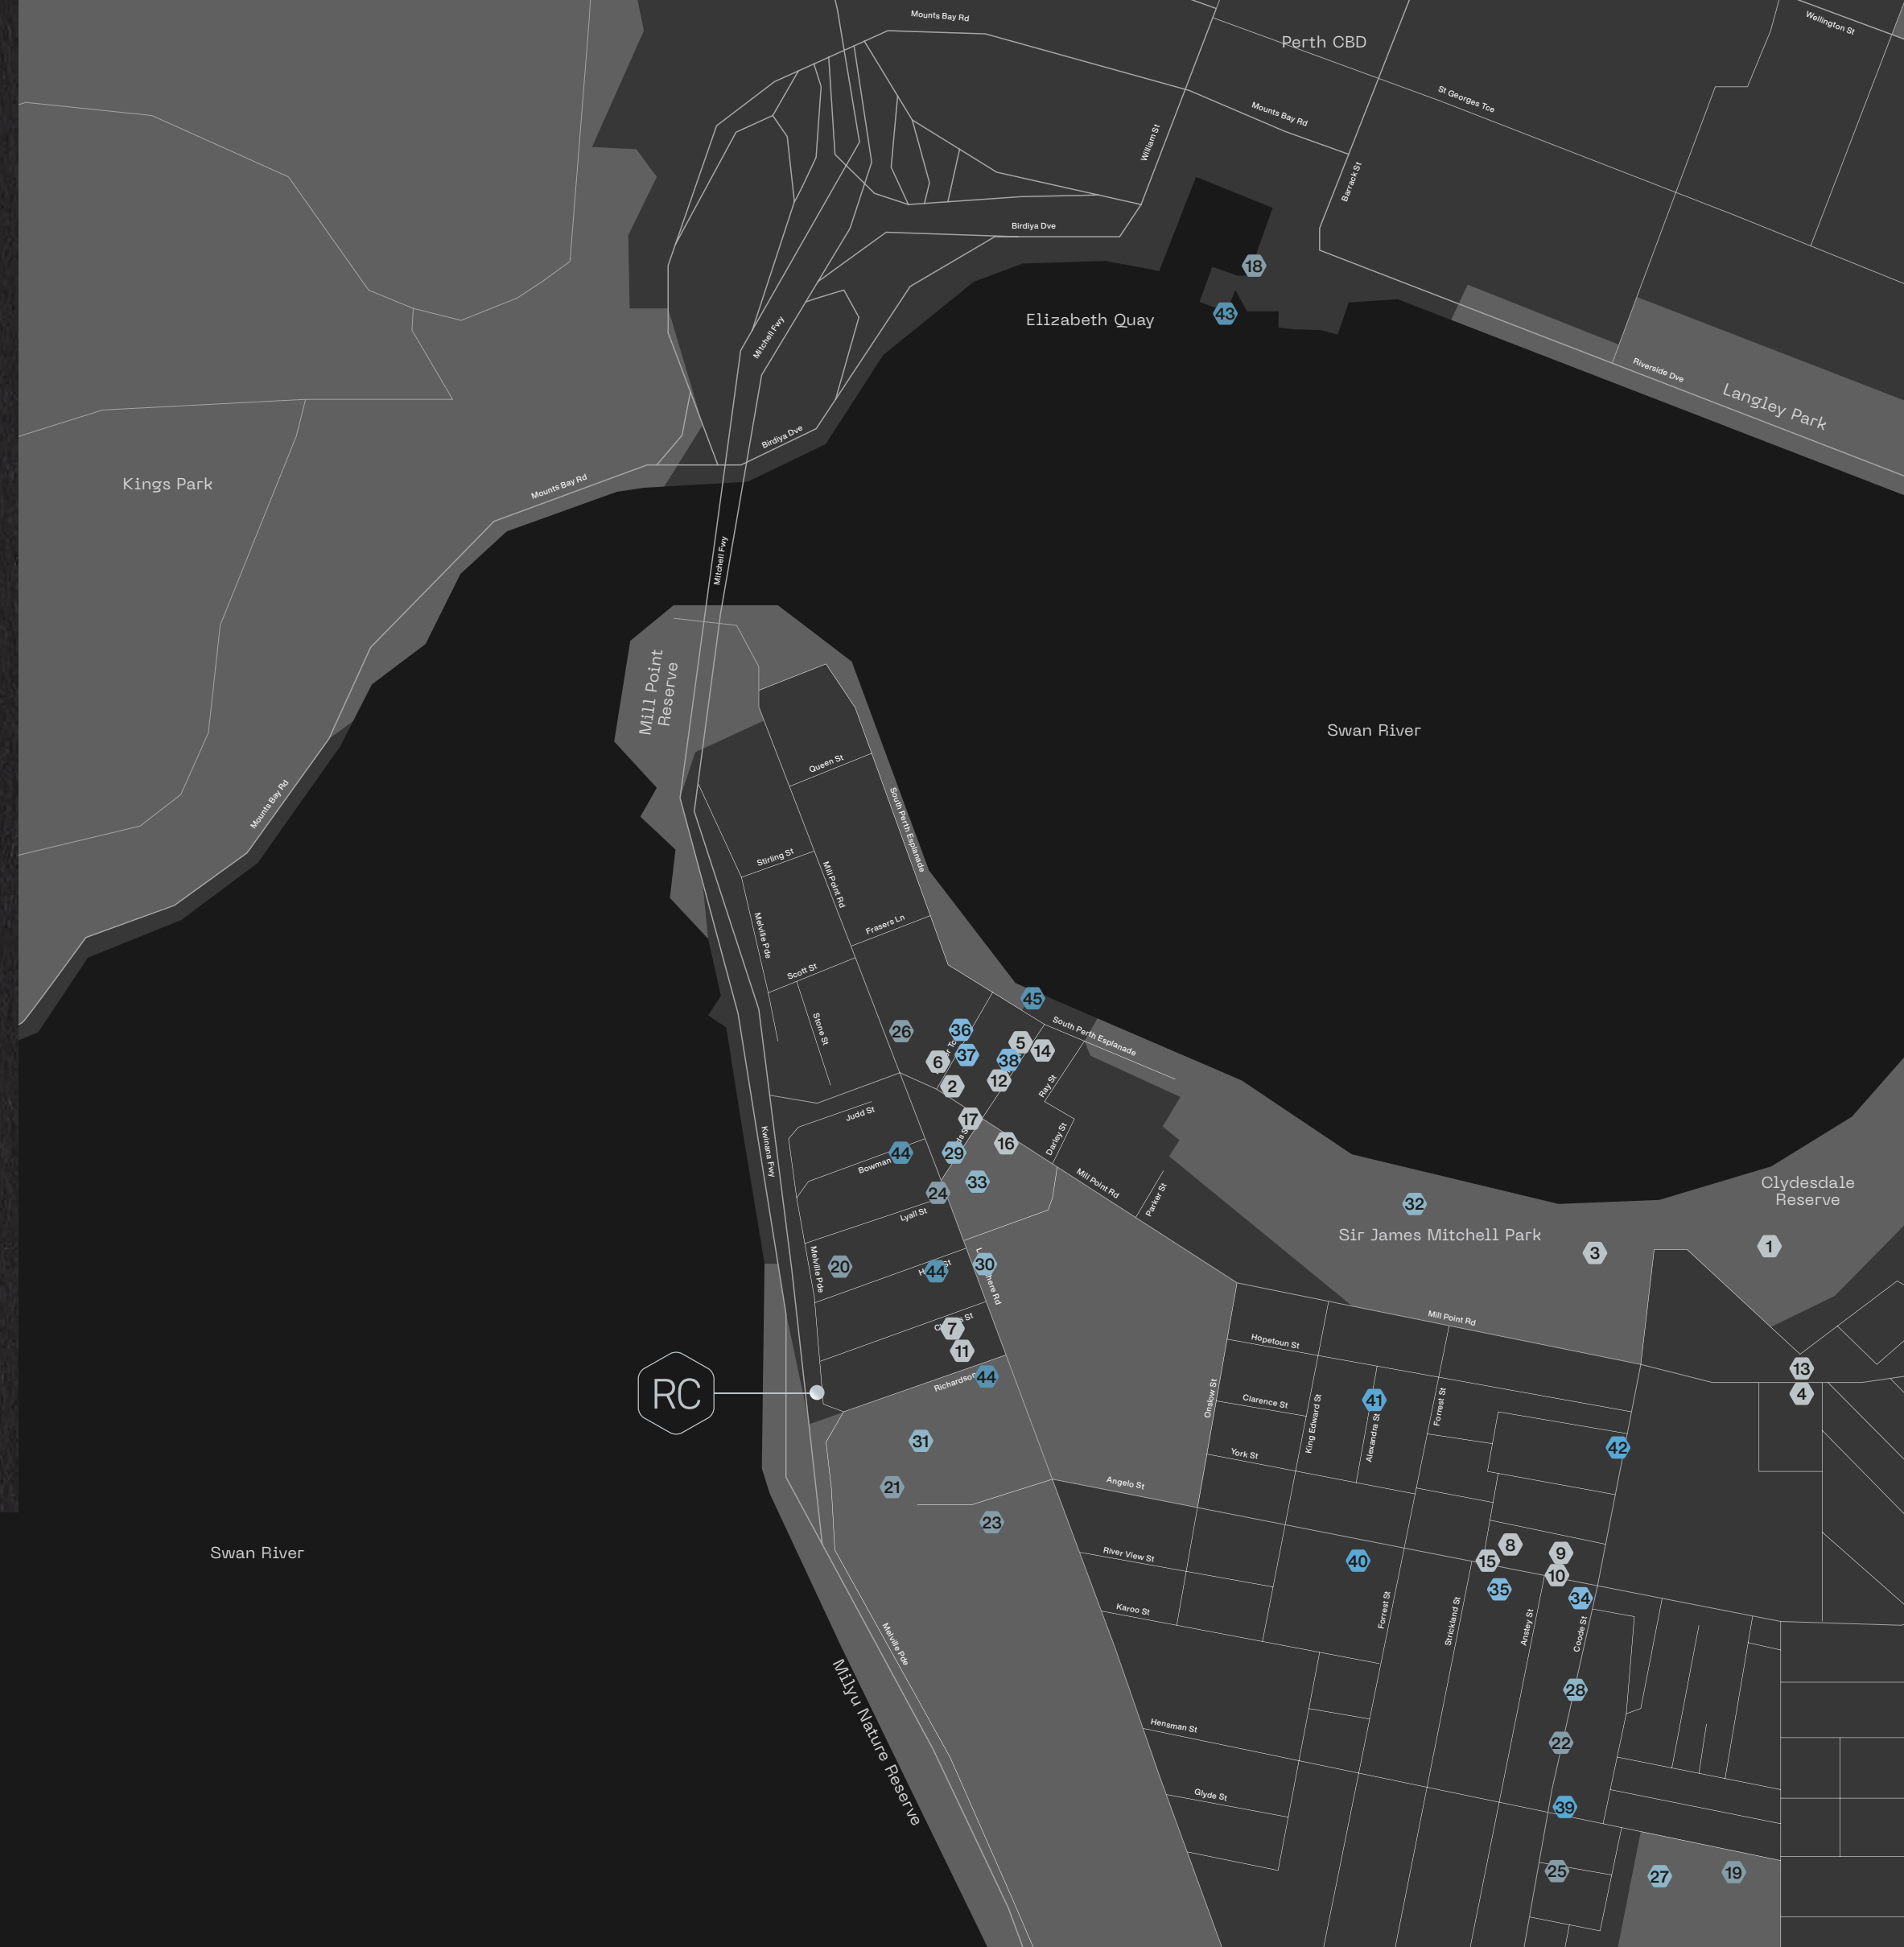 Mounts Bay Rd
Wellington St
Perth CBD
St Georges Tce
Mounts Bay Rd
William St
Barrack St
Birdiya Dve
18
43
Elizabeth Quay
Mitchell Fwy
Riverside Dve
Langley Park
Birdiya Dve
Kings Park
Mounts Bay Rd
Mitchell Fwy
Mill Point
Reserve
Swan River
Queen St
South Perth Esplanade
Mounts Bay Rd
Stirling St
Mill Point Rd
Melville Pde
Frasers Ln
Scott St
Stone St
45
26
36
5
South Perth Esplanade
14
37
6
38
12
2
Ray St
Judd St
17
Kwinana Fwy
16
Darley St
44
Bowman
29
33
Mill Point Rd
24
Parker St
Clydesdale
Reserve
32
Lyall St
Sir James Mitchell Park
3
1
Melville Pde
20
44
30
Mill Point Rd
7
11
Hopetoun St
13
4
RC
Richardson
44
Onslow St
Clarence St
King Edward St
41
Alexandra St
Forrest St
31
42
York St
21
Angelo St
23
8
9
15
10
River View St
40
35
34
Swan River
Karoo St
Forrest St
Strickland St
Anstey St
Coode St
Melville Pde
28
Milyu Nature Reserve
Hensman St
22
Glyde St
39
25
27
19